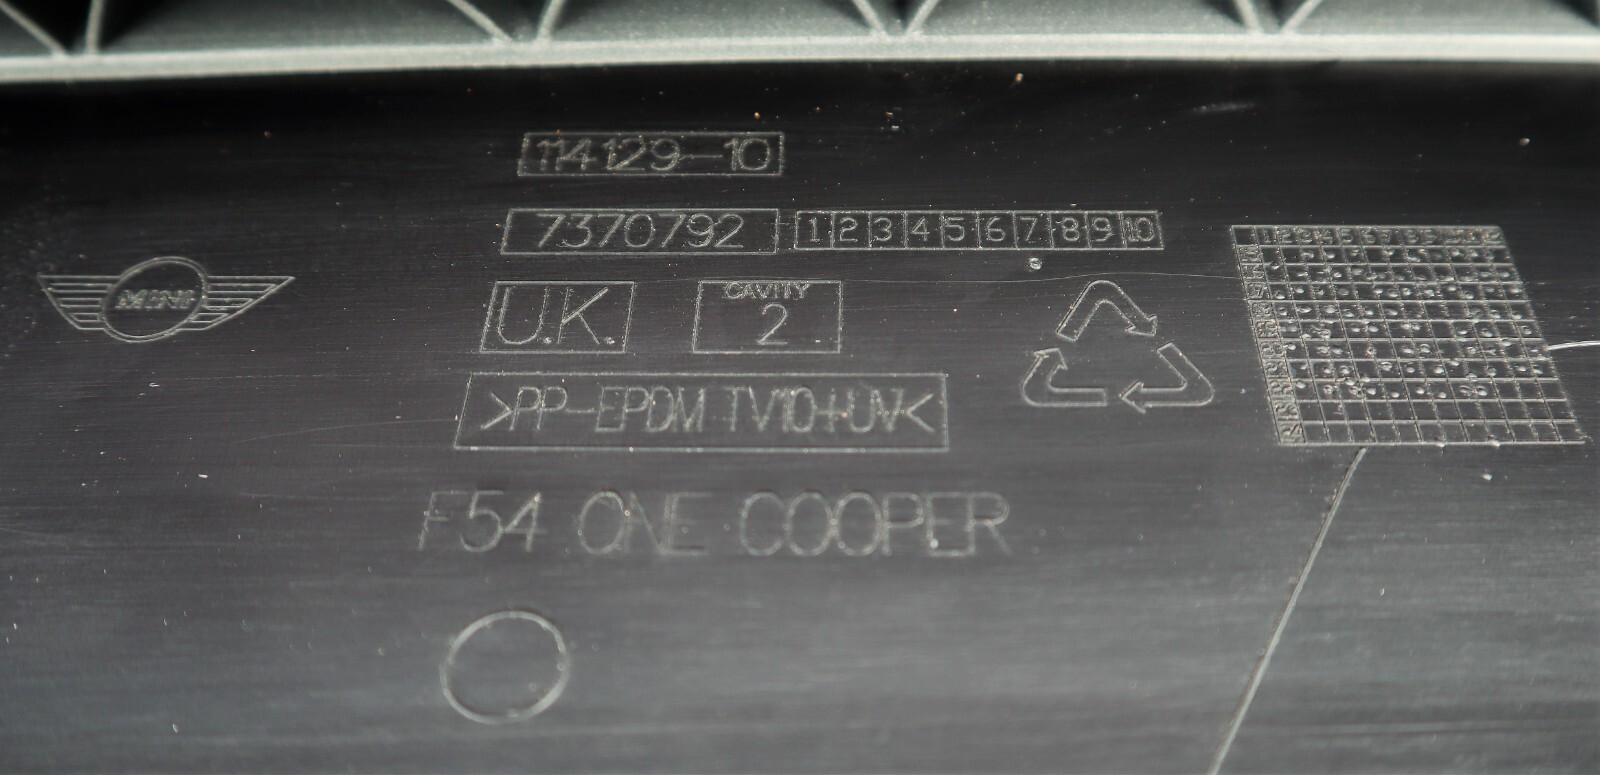 114129-10
7370792 1 2 3 4 5 6 7 8 9 10
MINI
U.K.
CAVITY
2
>PP-EPDM TV10+UV<
F54 ONE COOPER